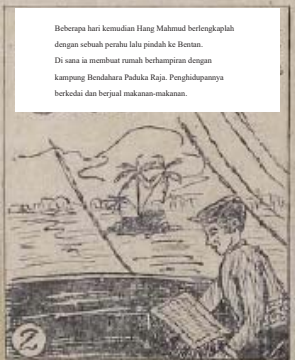 Beberapa hari kemudian Hang Mahmud berlengkaplah
dengan sebuah perahu lalu pindah ke Bentan.
Di sana ia membuat rumah berhampiran dengan
kampung Bendahara Paduka Raja. Penghidupannya
berkedai dan berjual makanan-makanan.
2